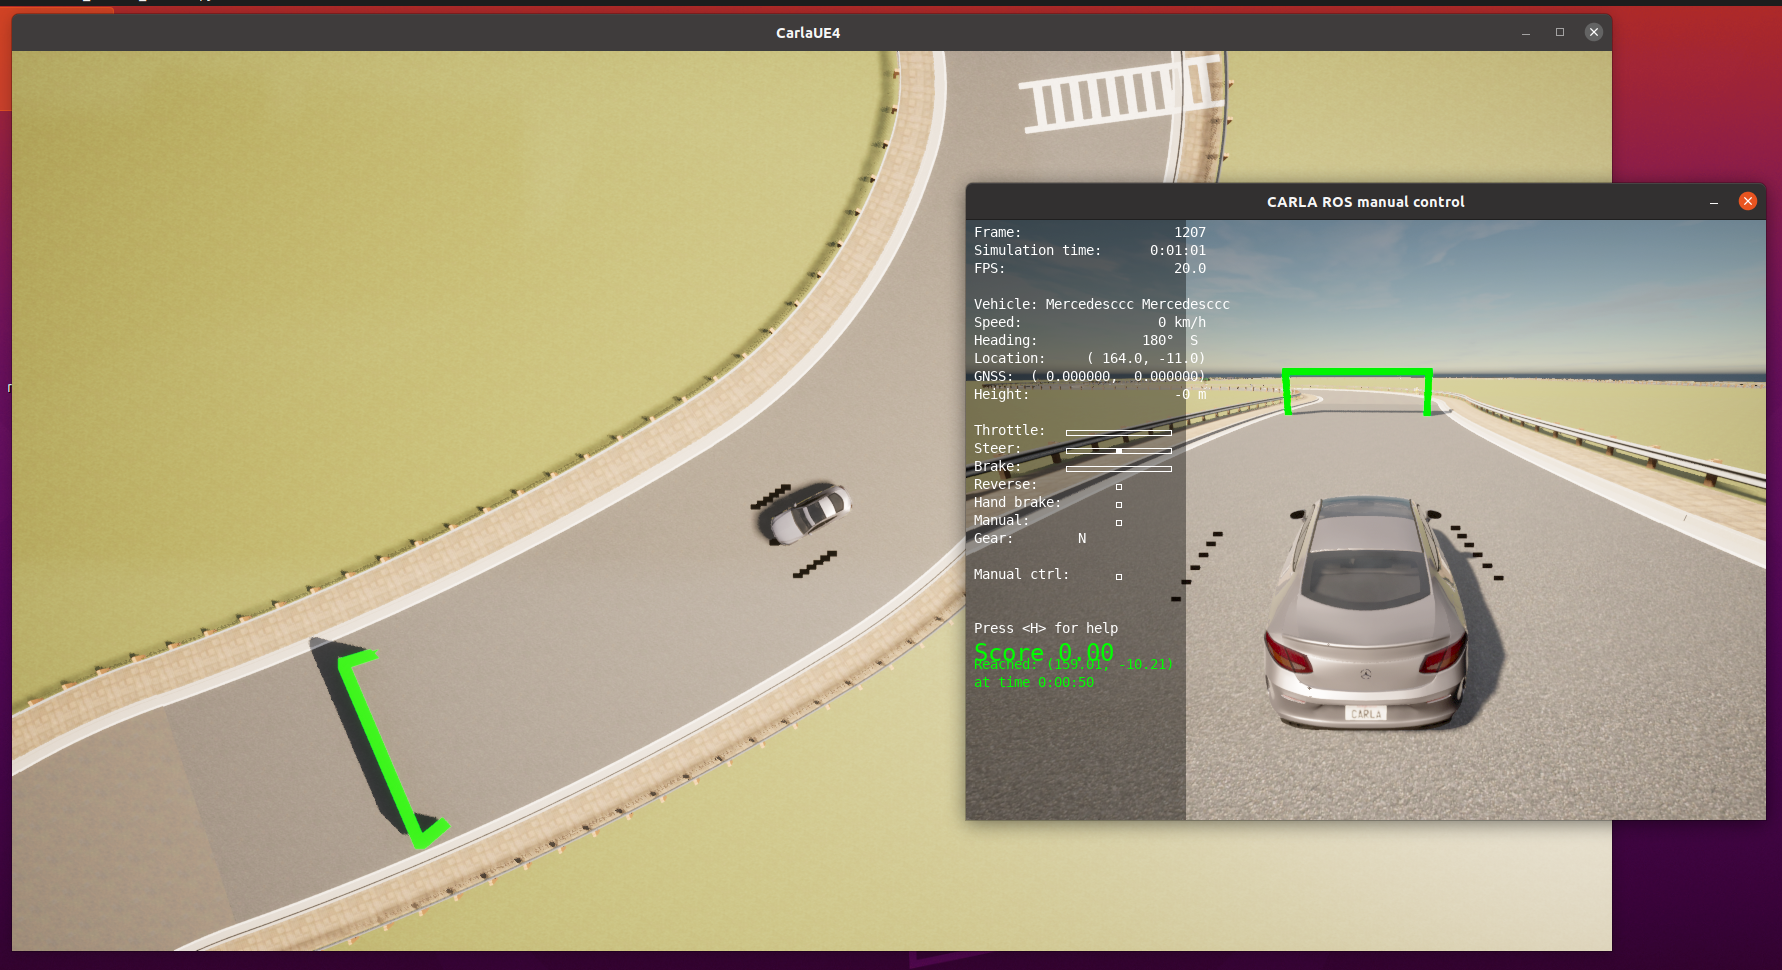 CarlaUE4
CARLA ROS manual control
Frame: 1207
Simulation time: 0:01:01
FPS: 20.0
Vehicle: Mercedesccc Mercedesccc
Speed: 0 km/h
Heading: 180° S
Location: ( 164.0, -11.0)
GNSS: ( 0.000000, 0.000000)
Height: -0 m
Throttle:
Steer:
Brake:
Reverse:
Hand brake:
Manual:
Gear: N
Manual ctrl:
Press <H> for help
Score 0.00
Reached: (159.01, -10.21)
at time 0:00:50
CARLA